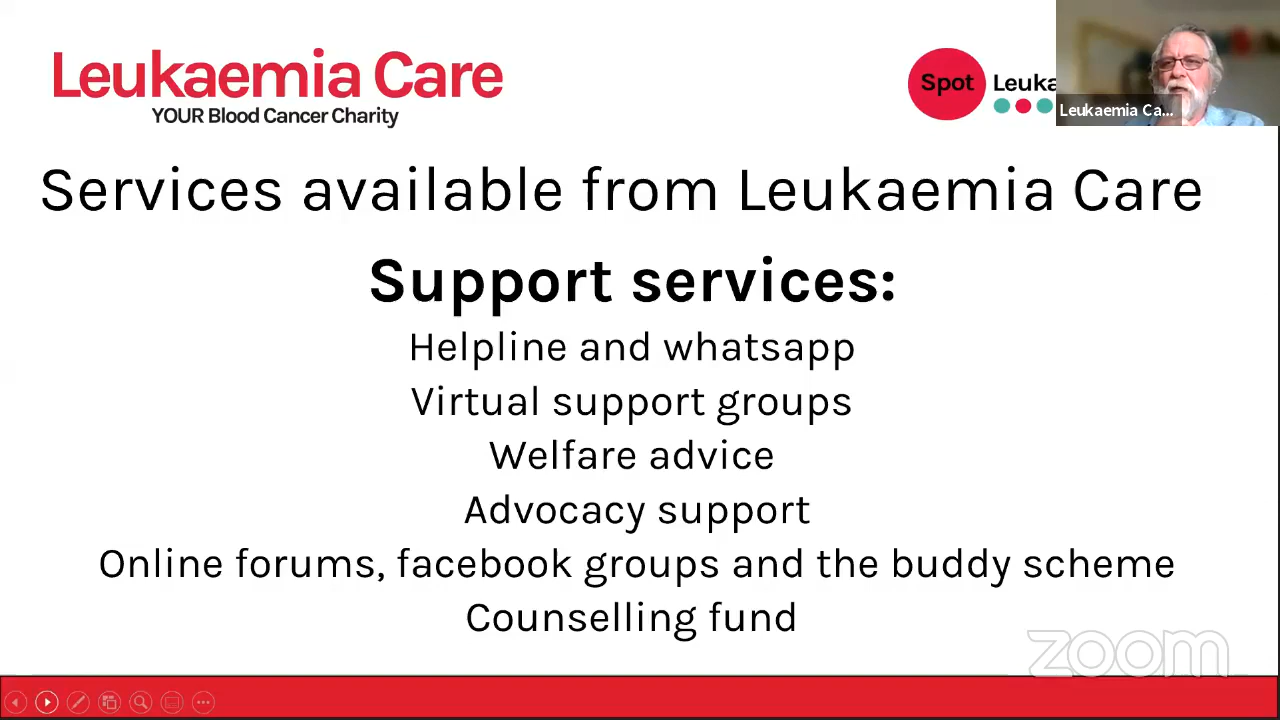 Leukaemia Care
YOUR Blood Cancer Charity
Spot
Leuka
Leukaemia Ca...
Services available from Leukaemia Care
Support services:
Helpline and whatsapp
Virtual support groups
Welfare advice
Advocacy support
Online forums, facebook groups and the buddy scheme
Counselling fund
zoom